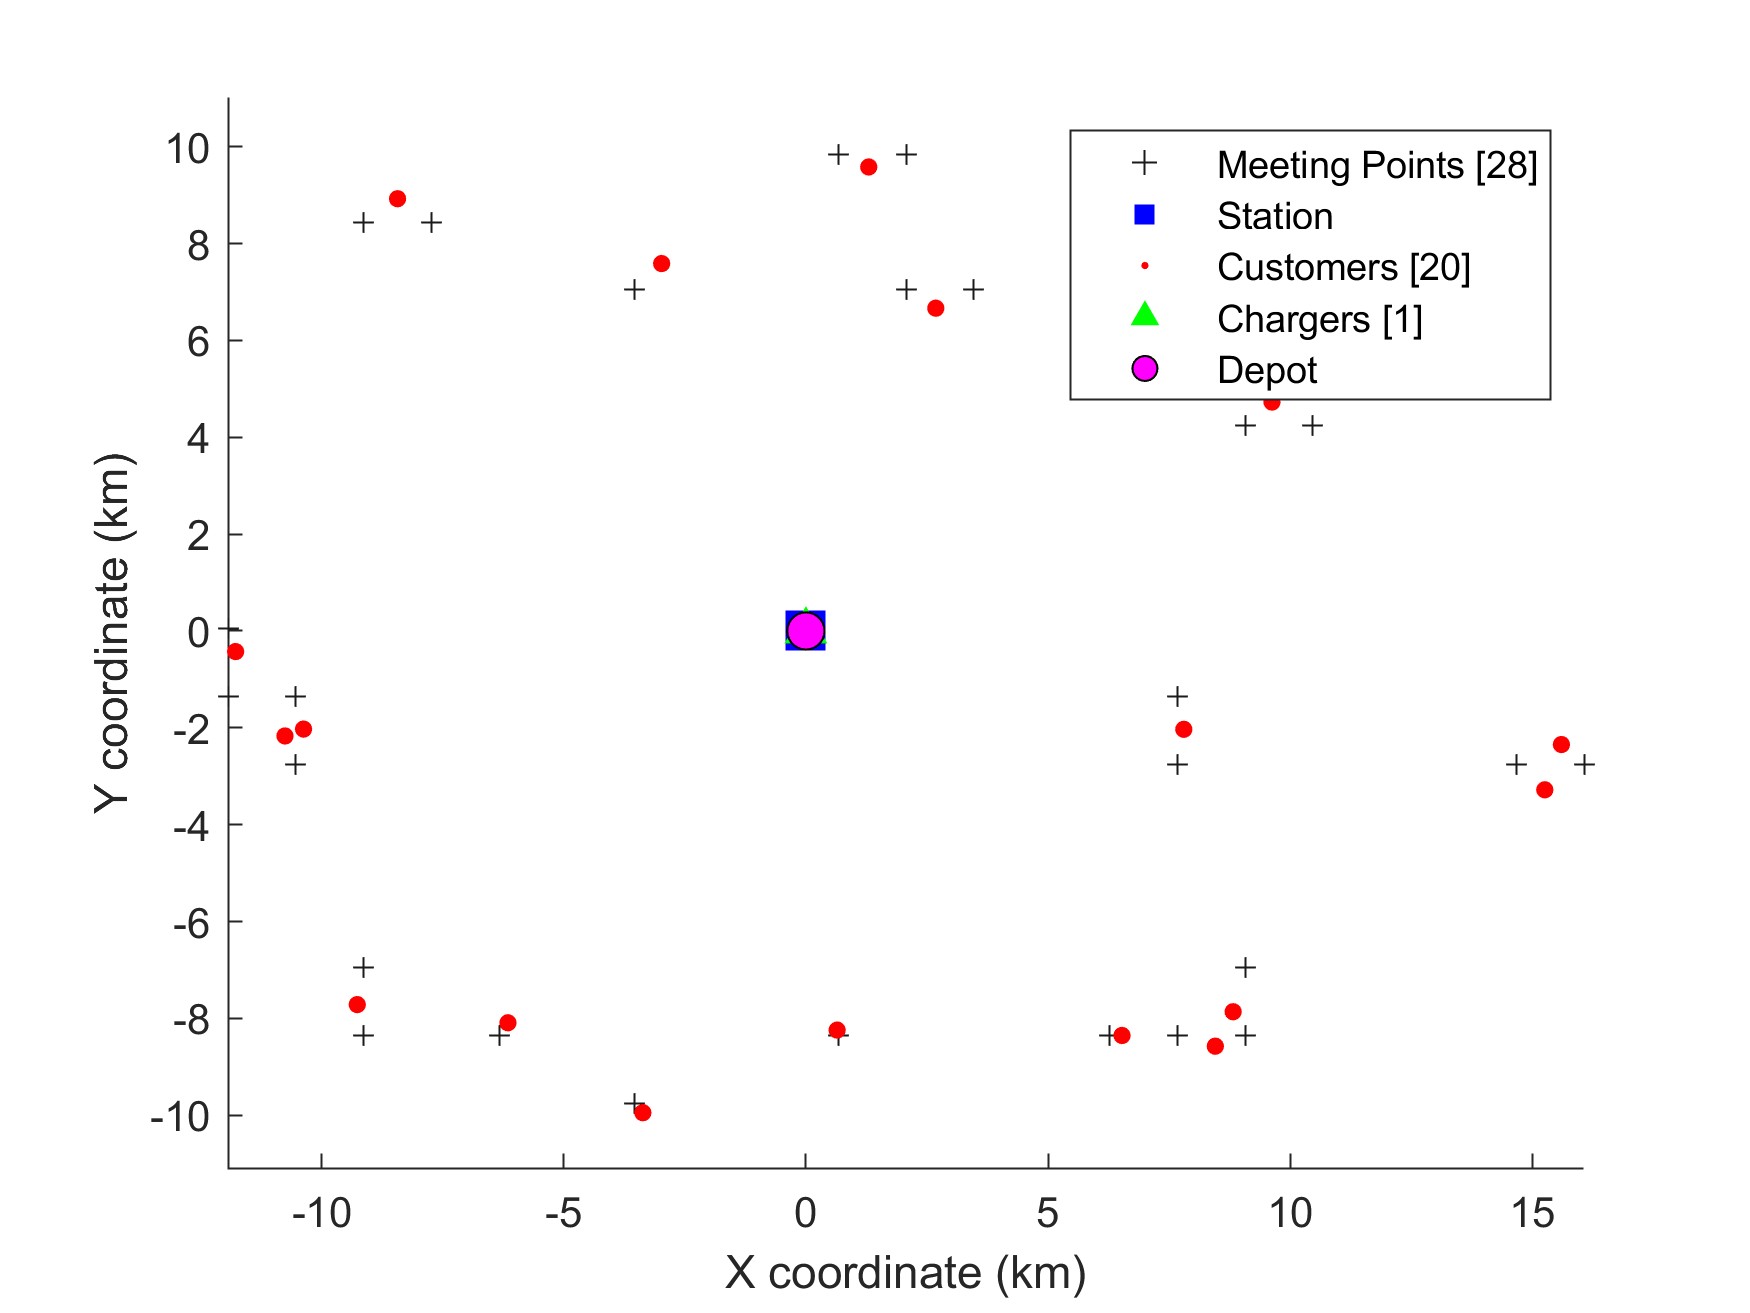 10
8
6
4
2
0
-2
-4
-6
-8
-10
Y coordinate (km)
Meeting Points [28]
Station
Customers [20]
Chargers [1]
Depot
-10 -5 0 5 10 15
X coordinate (km)